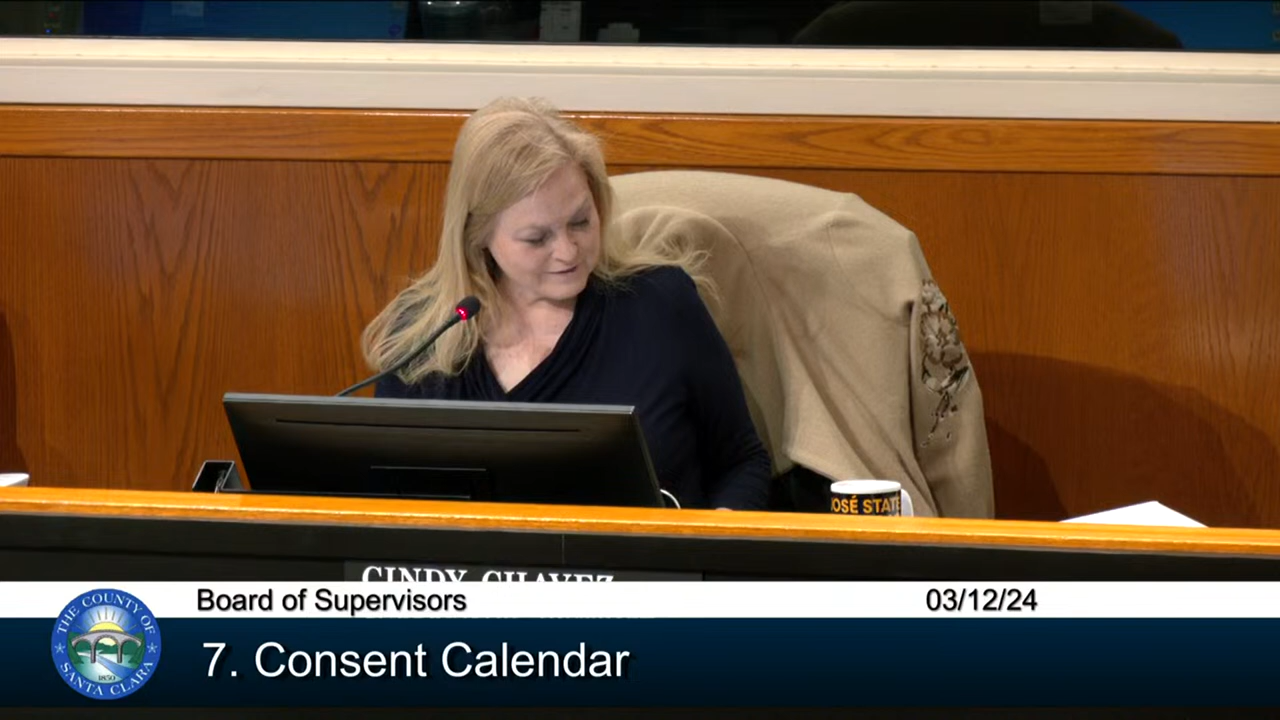 JOSÉ STATE
CINDY CHAVEZ
Board of Supervisors
03/12/24
7. Consent Calendar
THE COUNTY OF
SANTA CLARA
1850